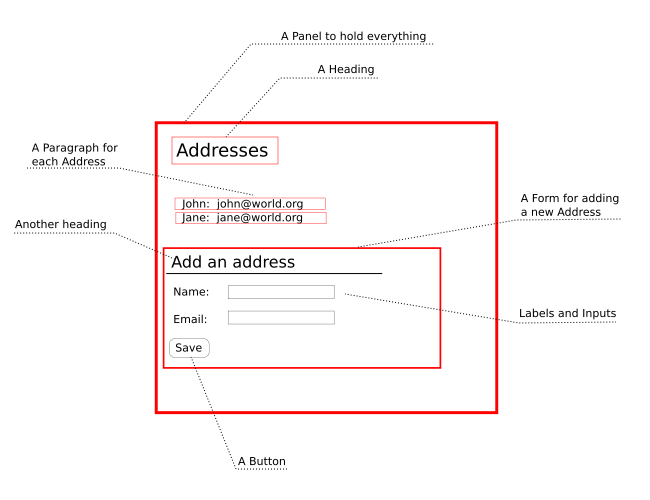 A Panel to hold everything
A Heading
A Paragraph for
each Address
Addresses
John:  john@world.org
Jane:  jane@world.org
A Form for adding
a new Address
Another heading
Add an address
Name:
Email:
Labels and Inputs
Save
A Button